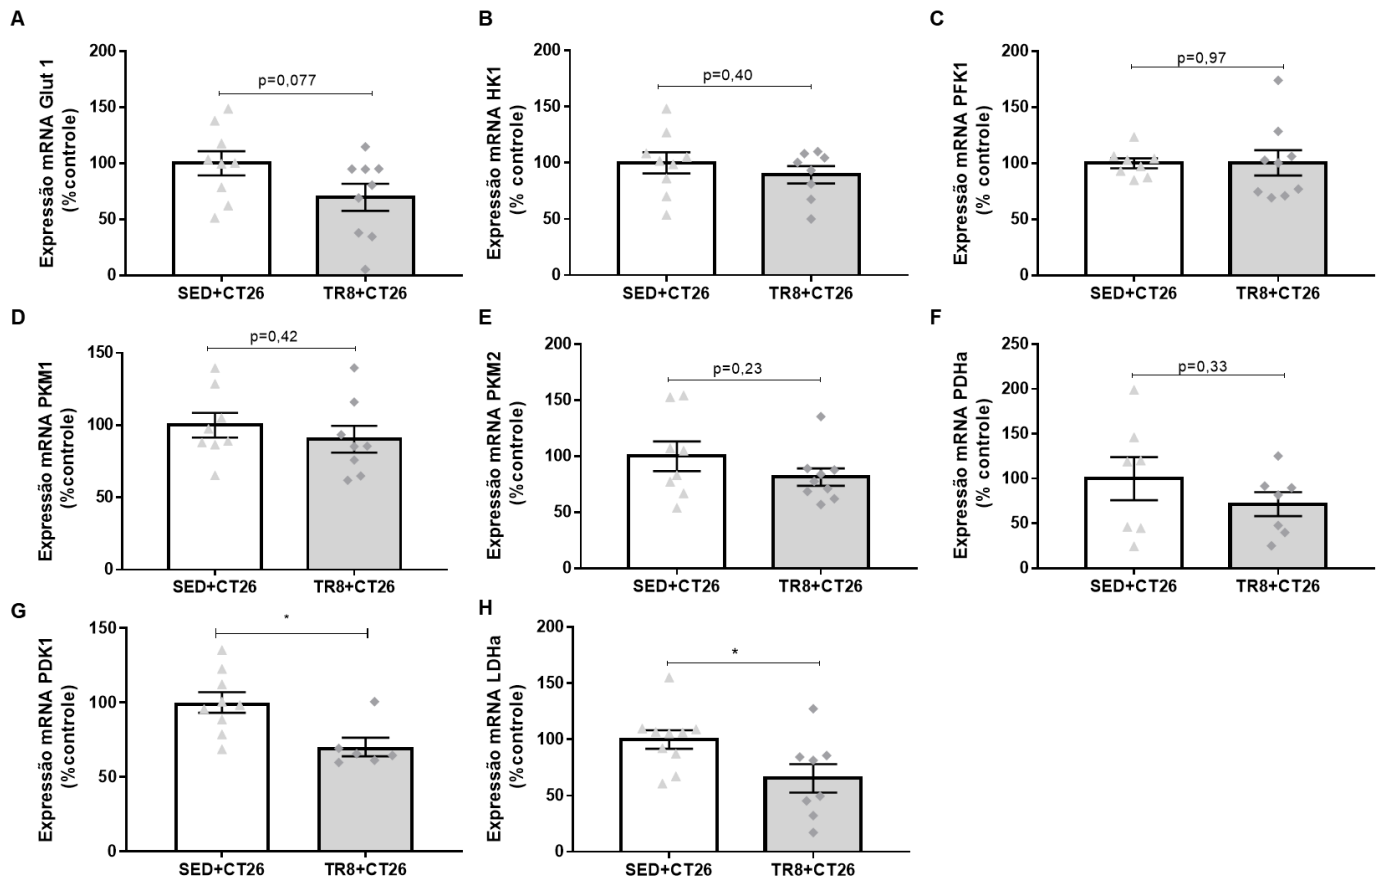 A
Expressão mRNA Glut 1
(%controle)
200
150
100
50
0
p=0,077
SED+CT26
TR8+CT26
B
Expressão mRNA HK1
(% controle)
200
150
100
50
0
p=0,40
SED+CT26
TR8+CT26
C
Expressão mRNA PFK1
(% controle)
200
150
100
50
0
p=0,97
SED+CT26
TR8+CT26
D
Expressão mRNA PKM1
(%controle)
150
100
50
0
p=0,42
SED+CT26
TR8+CT26
E
Expressão mRNA PKM2
(%controle)
200
150
100
50
0
p=0,23
SED+CT26
TR8+CT26
F
Expressão mRNA PDHa
(% controle)
250
200
150
100
50
0
p=0,33
SED+CT26
TR8+CT26
G
Expressão mRNA PDK1
(%controle)
150
100
50
0
*
SED+CT26
TR8+CT26
H
Expressão mRNA LDHa
(%controle)
200
150
100
50
0
*
SED+CT26
TR8+CT26